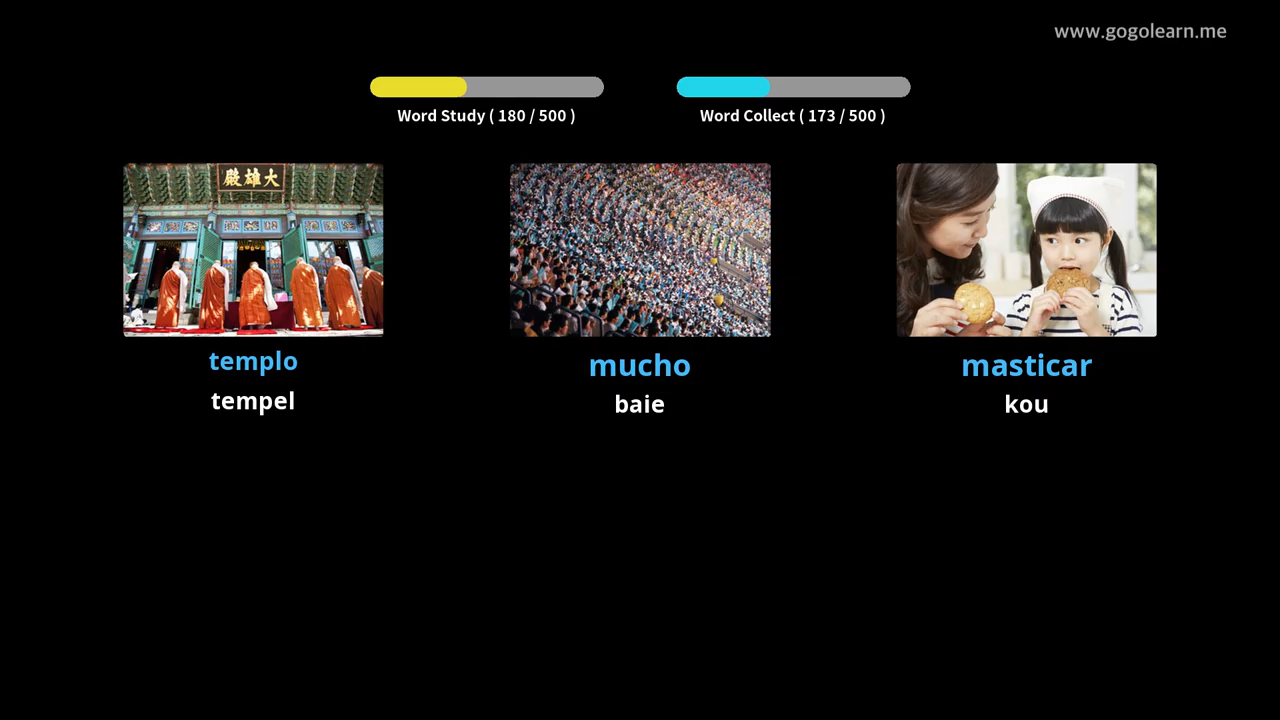 www.gogolearn.me
Word Study ( 180 / 500 )
Word Collect ( 173 / 500 )
殿雄大
templo
tempel
mucho
baie
masticar
kou